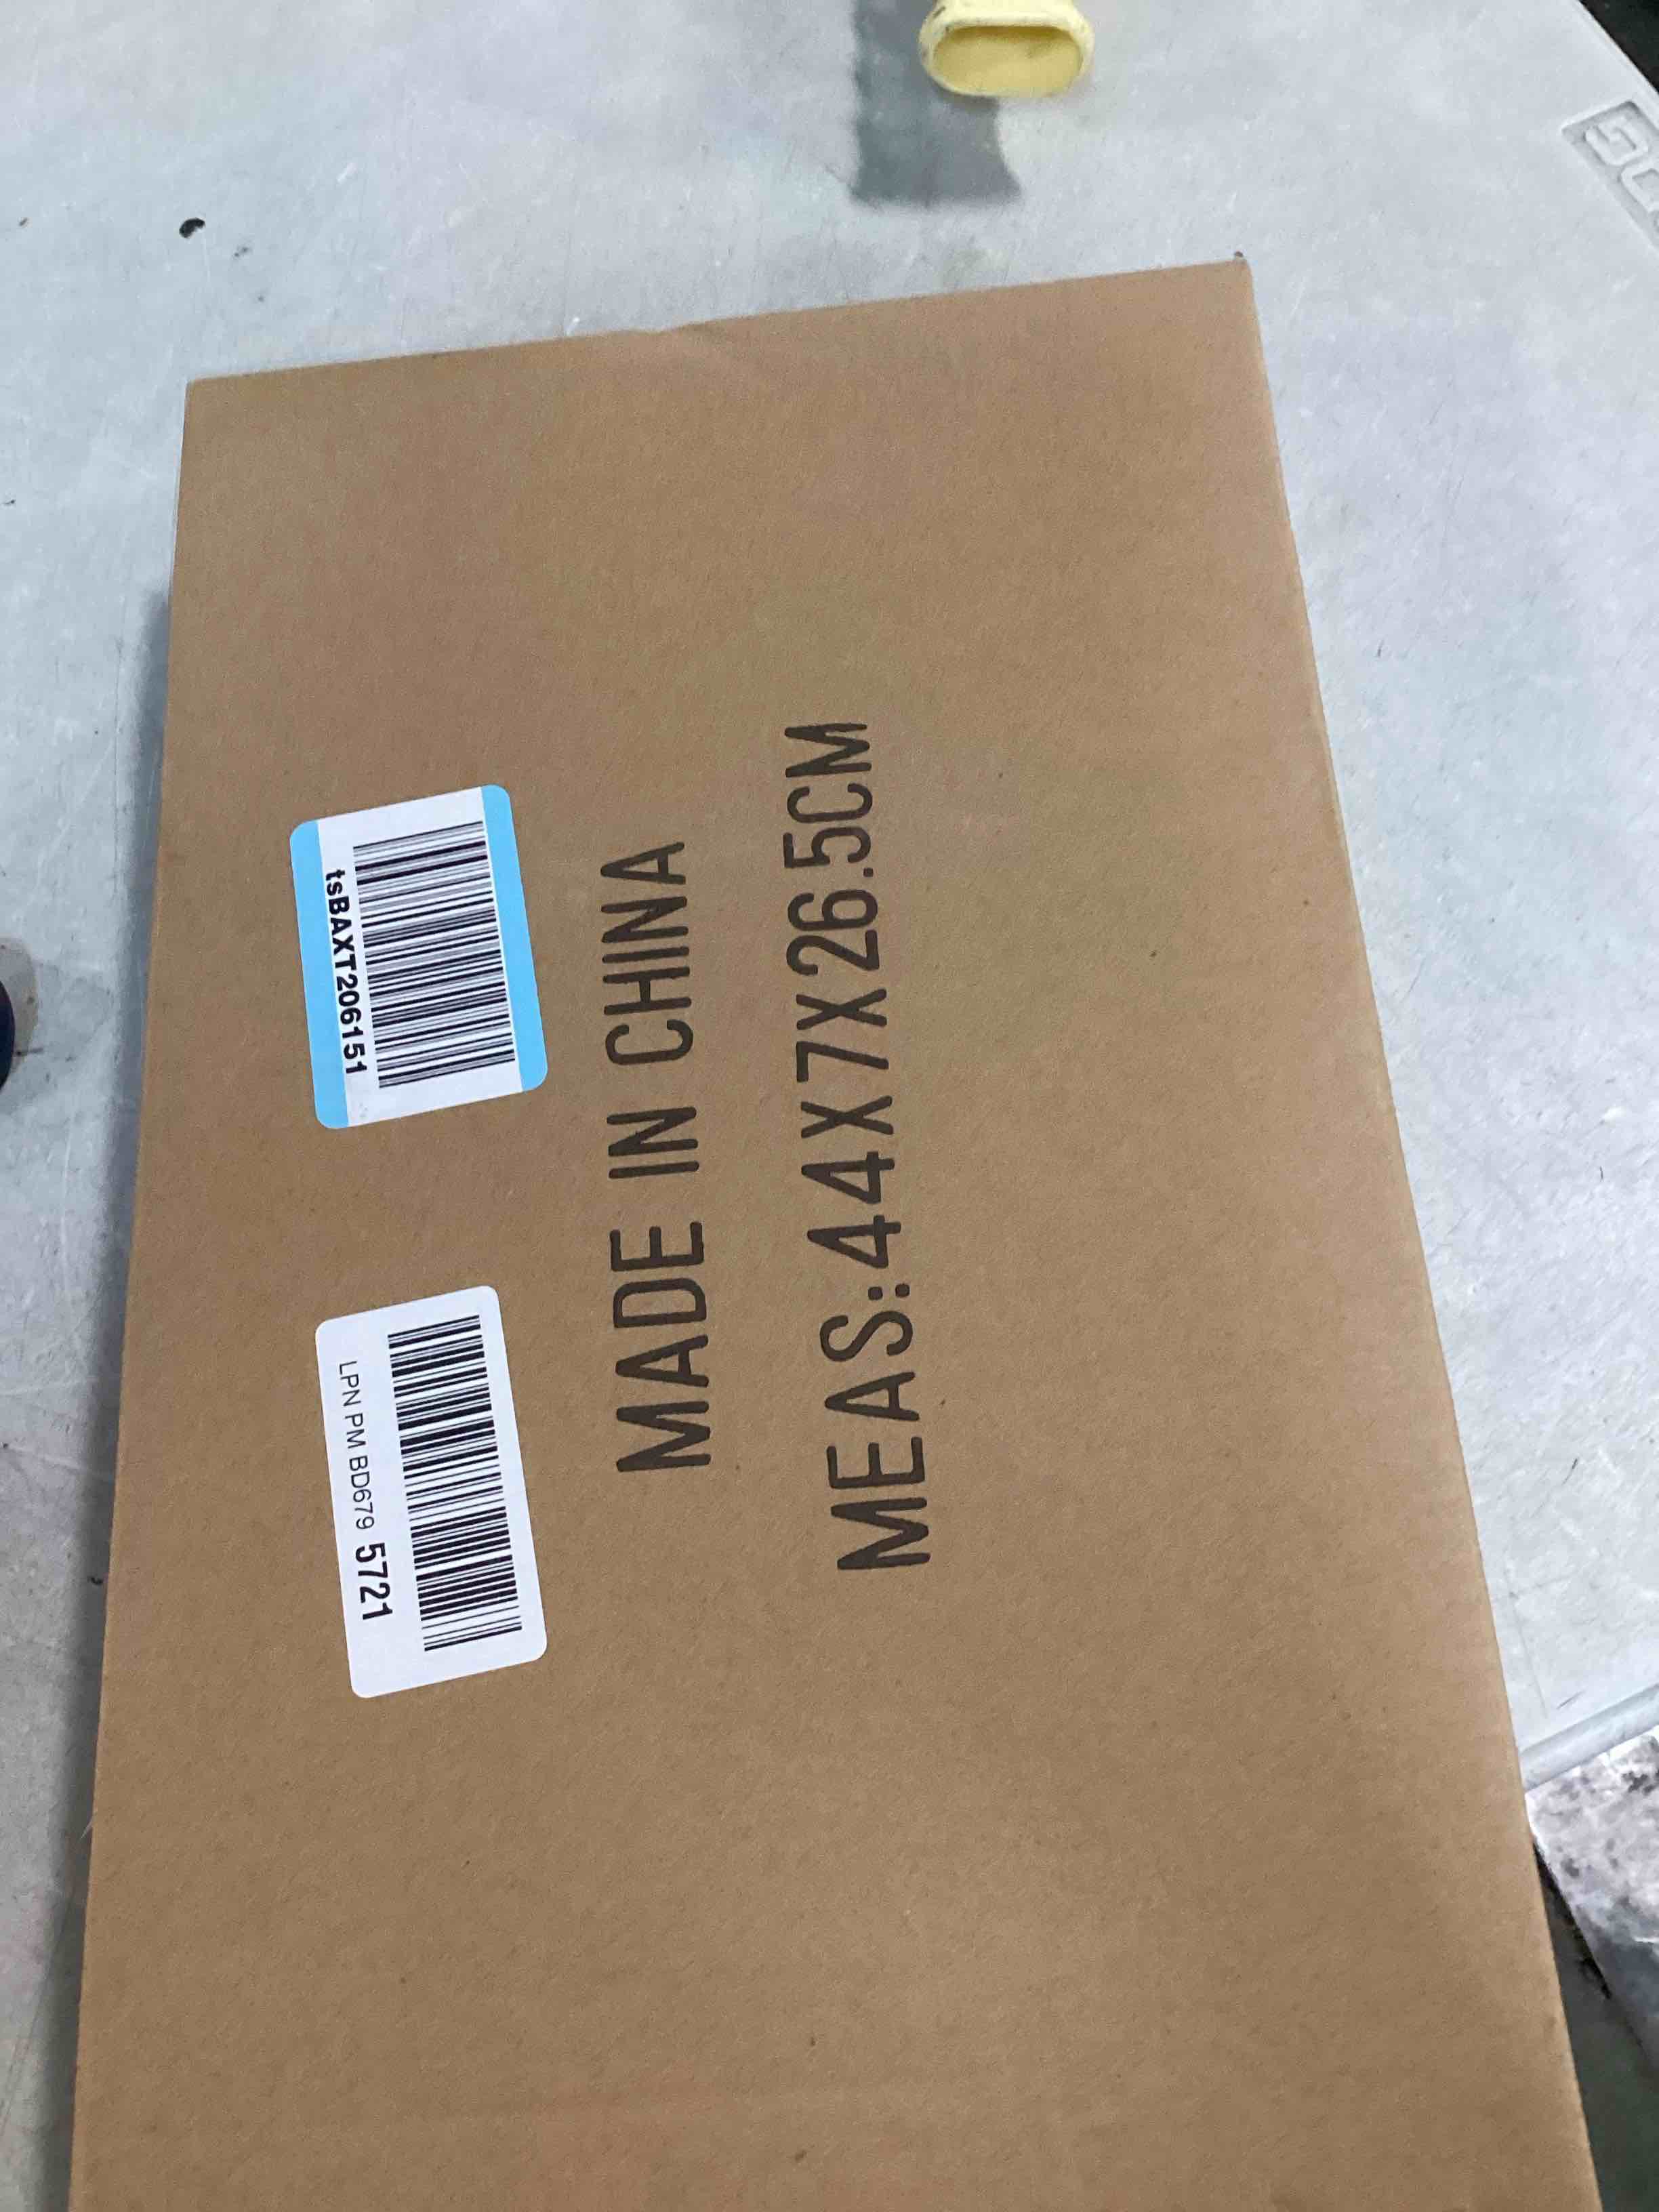 tsBAXT206151
LPN PM BD679 5721
MADE IN CHINA
MEAS:44X7X26.5CM